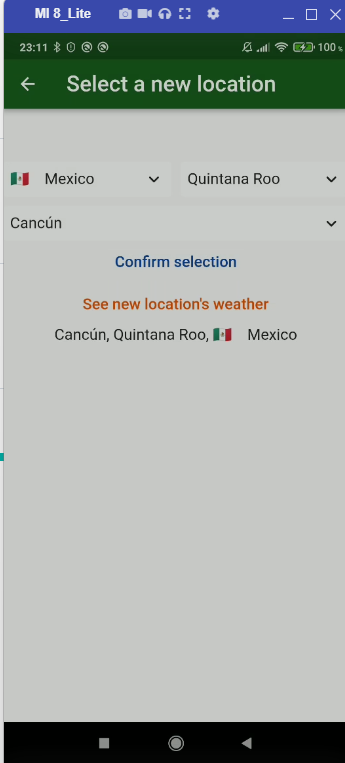 MI 8_Lite
23:11 100 %
Select a new location
Mexico Quintana Roo
Cancún
Confirm selection
See new location's weather
Cancún, Quintana Roo, Mexico